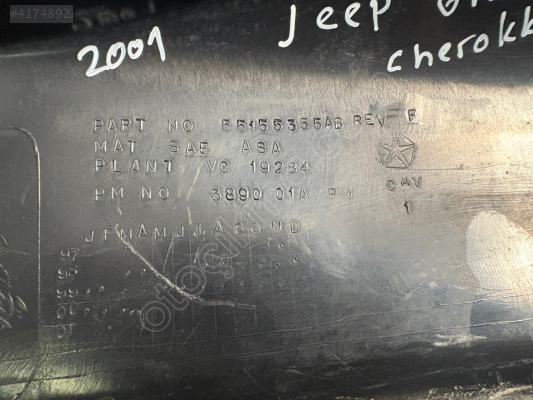 #4174892
2001
Jeep
cherokk
PART NO 55155355AB REV F
MAT SAE ASA
PLANT VC 19234
PM NO 3890 01A PM
CAV
1
JFMAMJJASOND
97
98
99
00
01